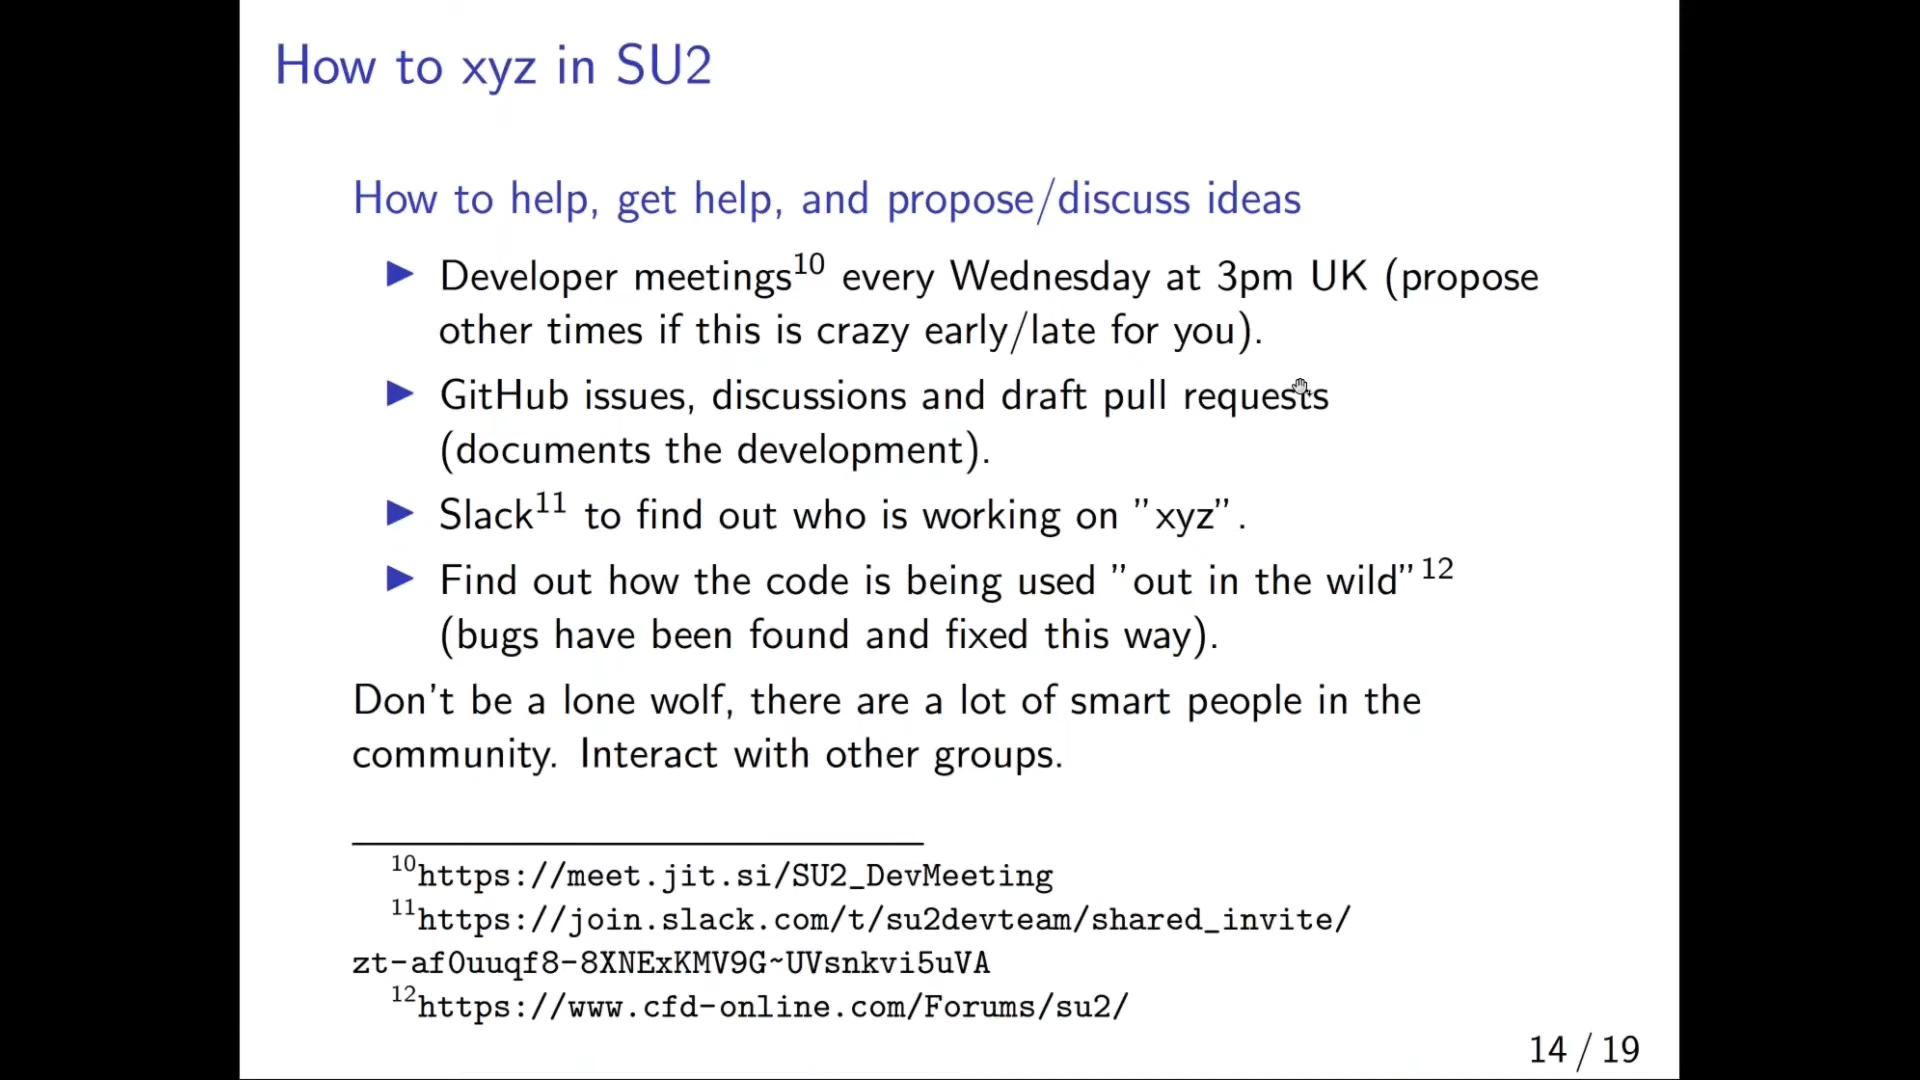 How to xyz in SU2
How to help, get help, and propose/discuss ideas
▶ Developer meetings10 every Wednesday at 3pm UK (propose
other times if this is crazy early/late for you).
▶ GitHub issues, discussions and draft pull requests
(documents the development).
▶ Slack11 to find out who is working on ”xyz”.
▶ Find out how the code is being used ”out in the wild”12
(bugs have been found and fixed this way).
Don’t be a lone wolf, there are a lot of smart people in the
community. Interact with other groups.
10https://meet.jit.si/SU2_DevMeeting
11https://join.slack.com/t/su2devteam/shared_invite/
zt-af0uuqf8-8XNExKMV9G~UVsnkvi5uVA
12https://www.cfd-online.com/Forums/su2/
14 / 19